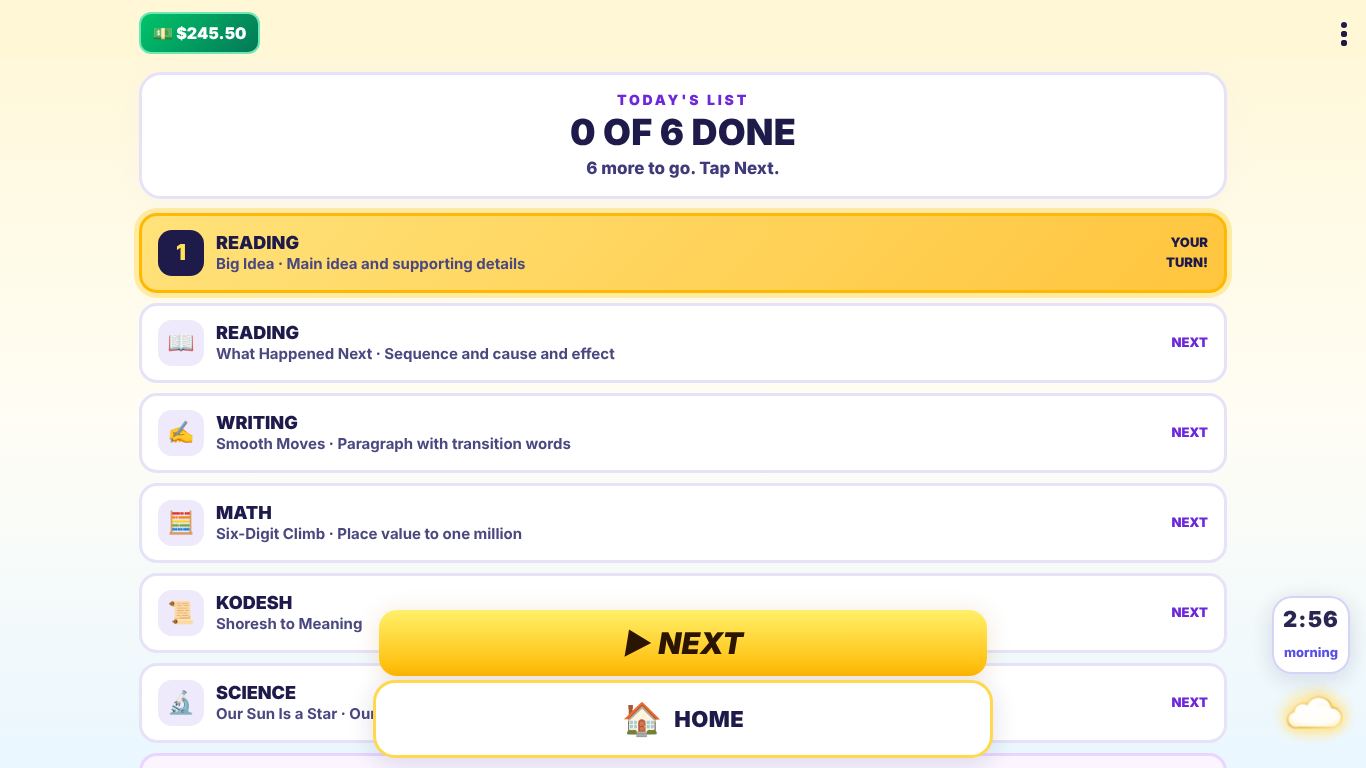 $245.50
TODAY'S LIST
0 OF 6 DONE
6 more to go. Tap Next.
1
READING
Big Idea · Main idea and supporting details
YOUR
TURN!
READING
What Happened Next · Sequence and cause and effect
NEXT
WRITING
Smooth Moves · Paragraph with transition words
NEXT
MATH
Six-Digit Climb · Place value to one million
NEXT
KODESH
Shoresh to Meaning
NEXT
SCIENCE
Our Sun Is a Star · Our
NEXT
▶ NEXT
HOME
2:56
morning